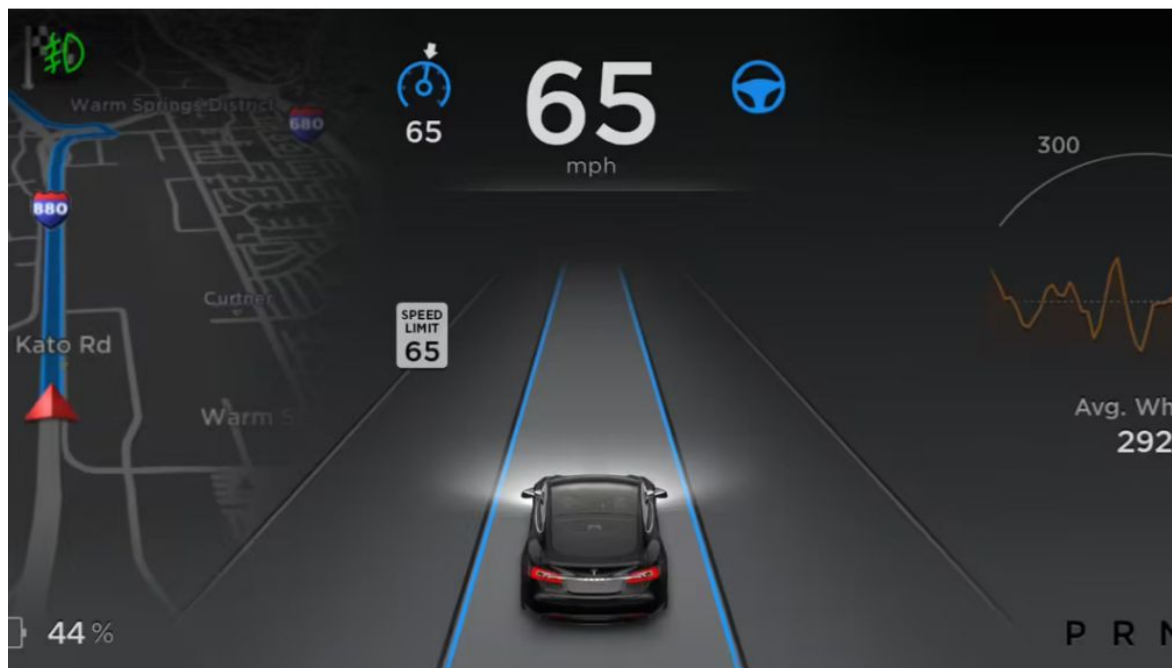 Warm Springs District
680
65
65
mph
300
880
Curtner
SPEED
LIMIT
65
Kato Rd
Warm S
Avg. Wh
292
44 %
P R N